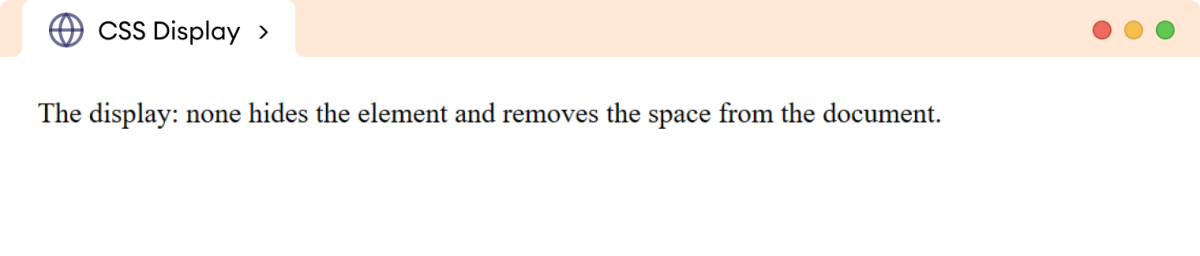 CSS Display
The display: none hides the element and removes the space from the document.